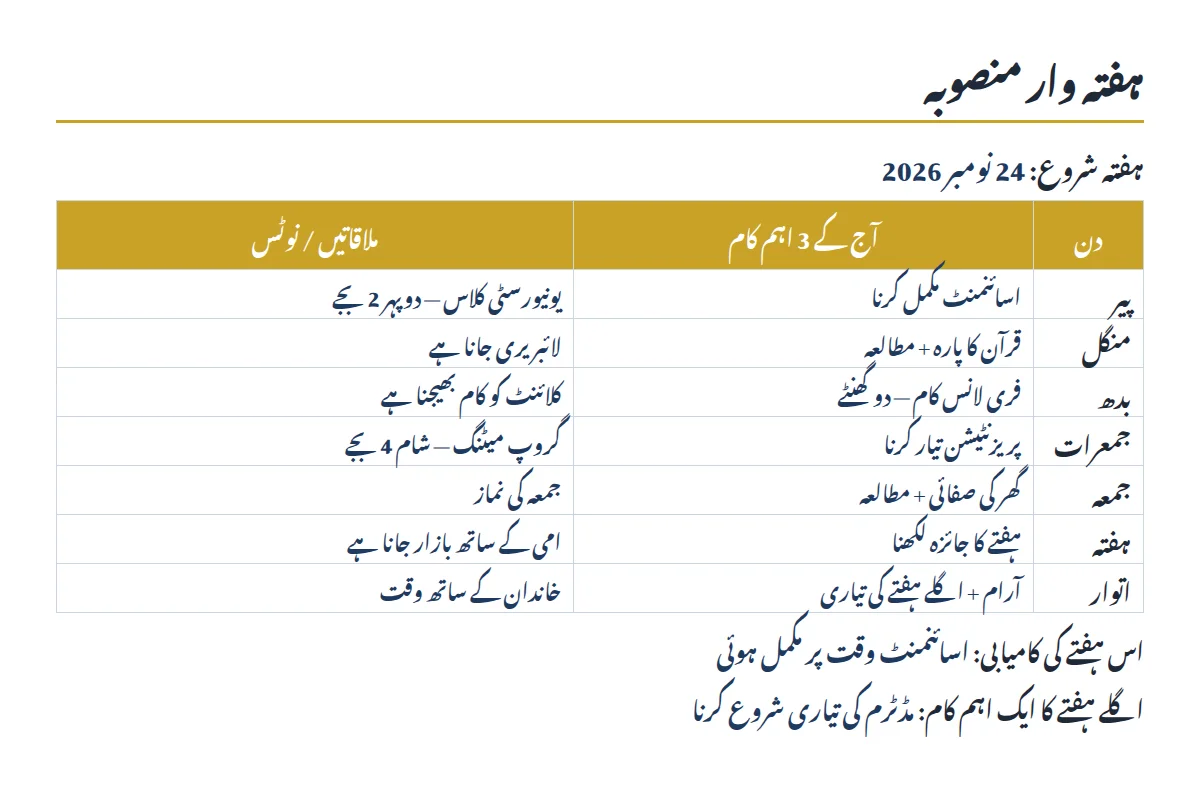 ہفتہ وار منصوبہ
ہفتہ شروع: 24 نومبر 2026
دن آج کے 3 اہم کام ملاقاتیں / نوٹس
پیر اسائنمنٹ مکمل کرنا یونیورسٹی کلاس – دوپہر 2 بجے
منگل قرآن کا پارہ + مطالعہ لائبریری جانا ہے
بدھ فری لانس کام – دو گھنٹے کلائنٹ کو کام بھیجنا ہے
جمعرات پریزنٹیشن تیار کرنا گروپ میٹنگ – شام 4 بجے
جمعہ گھر کی صفائی + مطالعہ جمعہ کی نماز
ہفتہ ہفتے کا جائزہ لکھنا امی کے ساتھ بازار جانا ہے
اتوار آرام + اگلے ہفتے کی تیاری خاندان کے ساتھ وقت
اس ہفتے کی کامیابی: اسائنمنٹ وقت پر مکمل ہوئی
اگلے ہفتے کا ایک اہم کام: مڈٹرم کی تیاری شروع کرنا